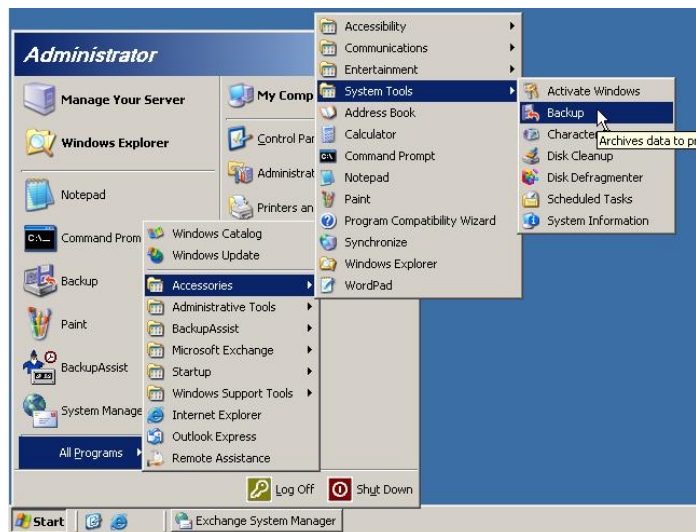 Administrator
Manage Your Server
Windows Explorer
Notepad
Command Prom
Backup
Paint
BackupAssist
System Manage
All Programs
My Comp
Control Par
Administrat
Printers an
Windows Catalog
Windows Update
Accessories
Administrative Tools
BackupAssist
Microsoft Exchange
Startup
Windows Support Tools
Internet Explorer
Outlook Express
Remote Assistance
Accessibility
Communications
Entertainment
System Tools
Address Book
Calculator
Command Prompt
Notepad
Paint
Program Compatibility Wizard
Synchronize
Windows Explorer
WordPad
Activate Windows
Backup
Character
Archives data to pr
Disk Cleanup
Disk Defragmenter
Scheduled Tasks
System Information
Log Off
Shut Down
Start
Exchange System Manager